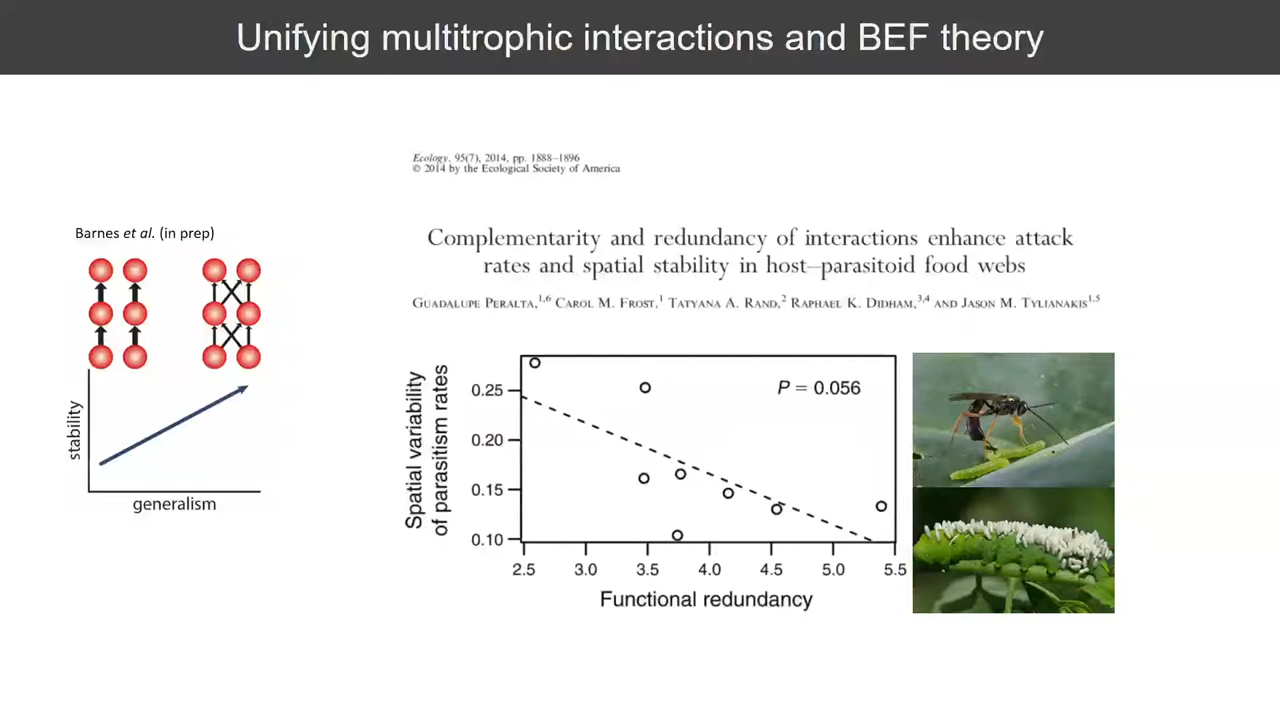 Unifying multitrophic interactions and BEF theory
Ecology, 95(7), 2014, pp. 1888–1896
© 2014 by the Ecological Society of America
Barnes et al. (in prep)
Complementarity and redundancy of interactions enhance attack
rates and spatial stability in host–parasitoid food webs
GUADALUPE PERALTA,1,6 CAROL M. FROST,1 TATYANA A. RAND,2 RAPHAEL K. DIDHAM,3,4 AND JASON M. TYLIANAKIS1,5
stability
generalism
Spatial variability
of parasitism rates
0.25
0.20
0.15
0.10
P = 0.056
2.5 3.0 3.5 4.0 4.5 5.0 5.5
Functional redundancy